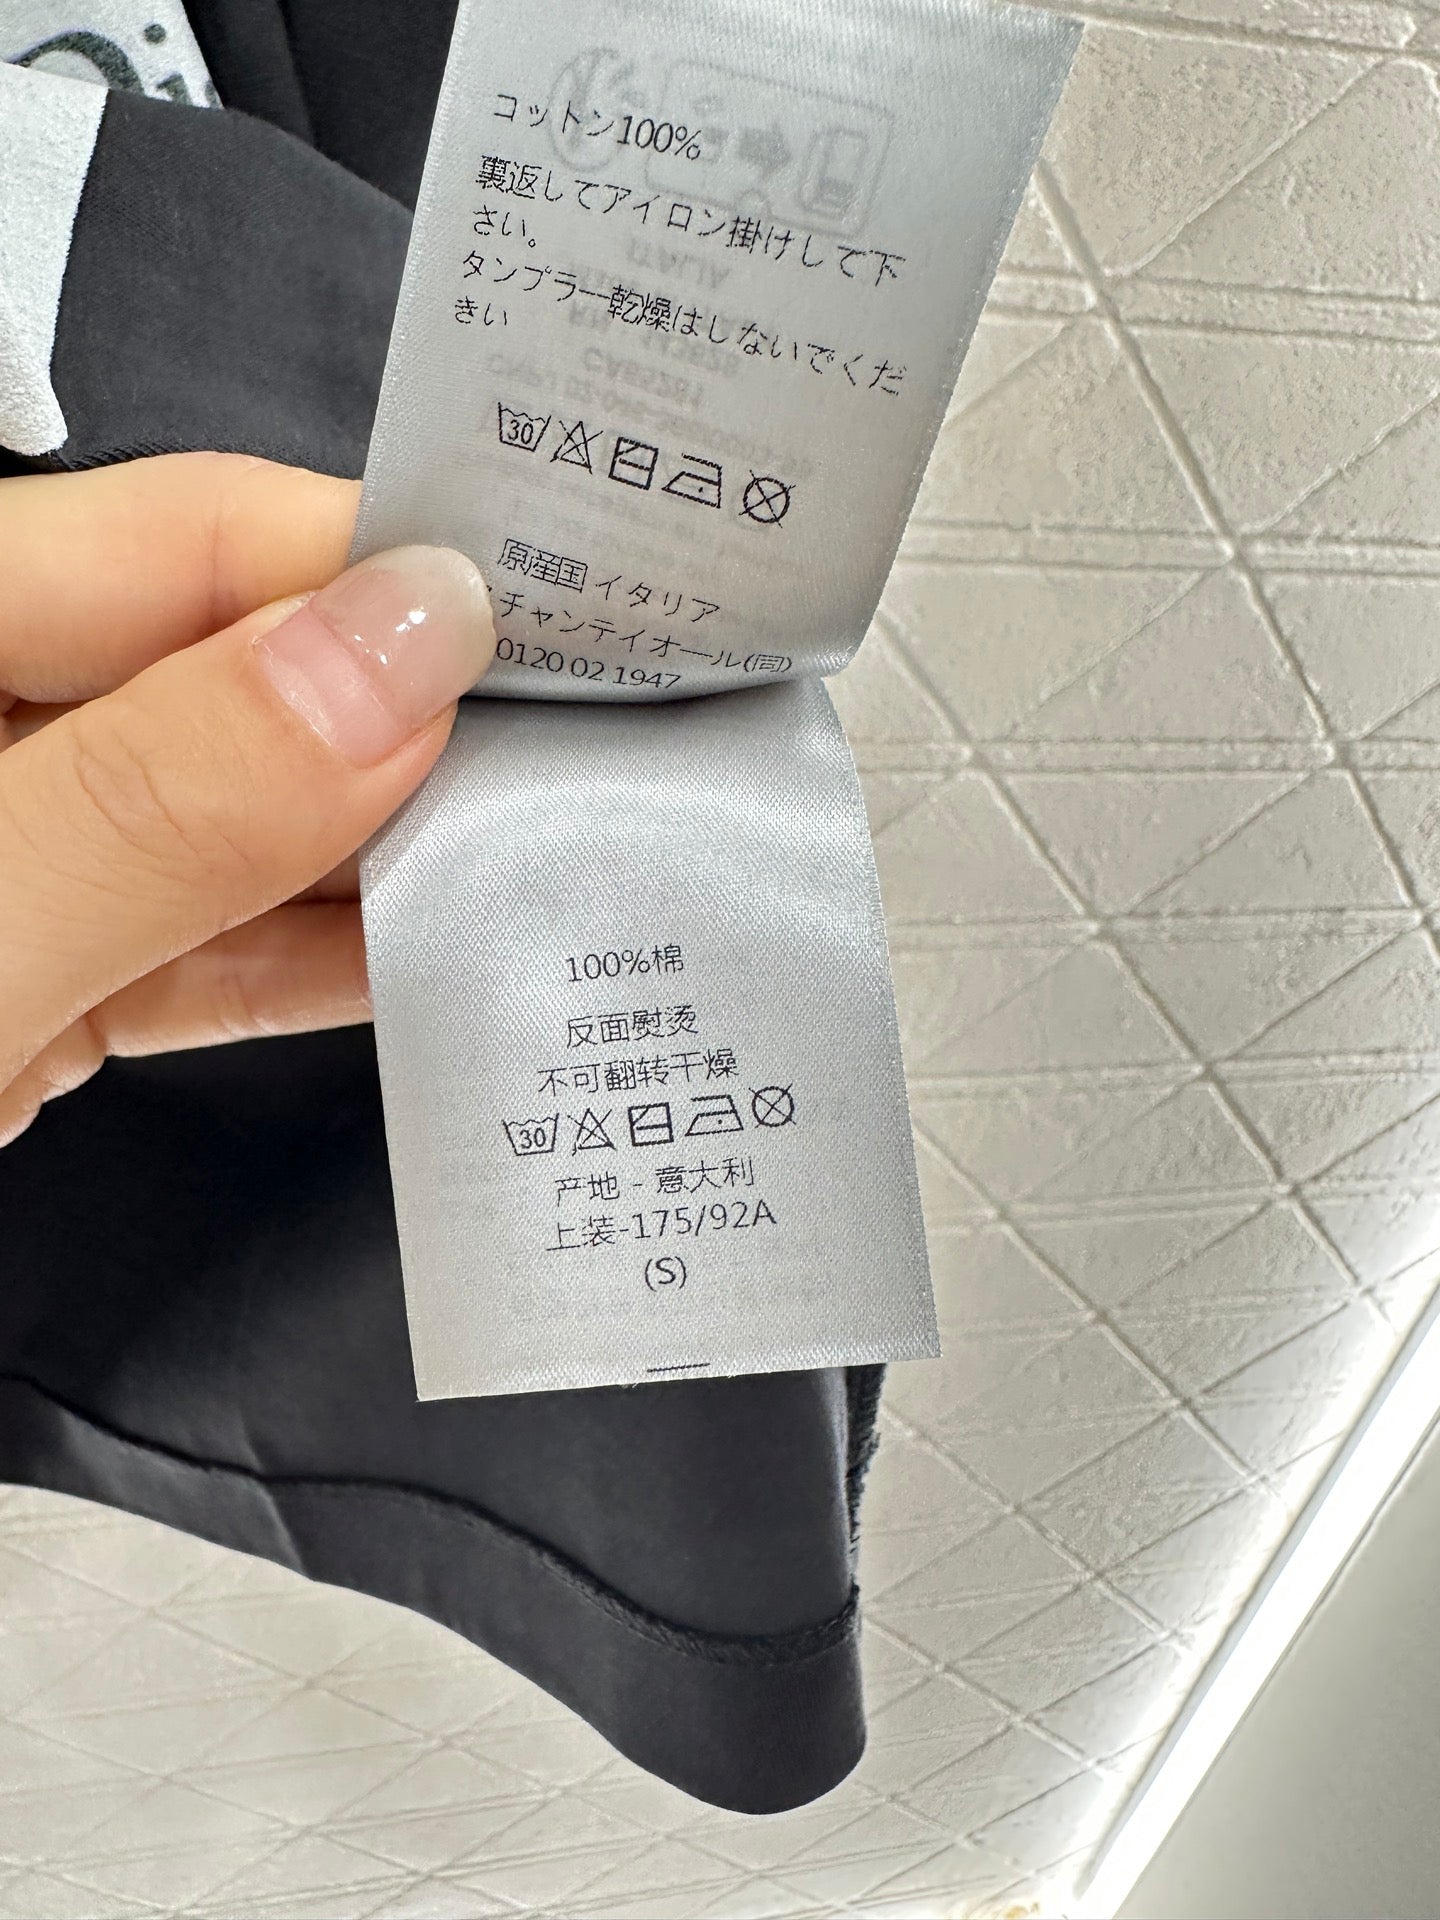 コットン100%
裏返してアイロン掛けして下
さい。
タンプラー乾燥はしないでくだ
きい
30
原産国 イタリア
チャンティオール(同)
0120 02 1947
100%棉
反面熨烫
不可翻转干燥
30
产地 - 意大利
上装-175/92A
(S)